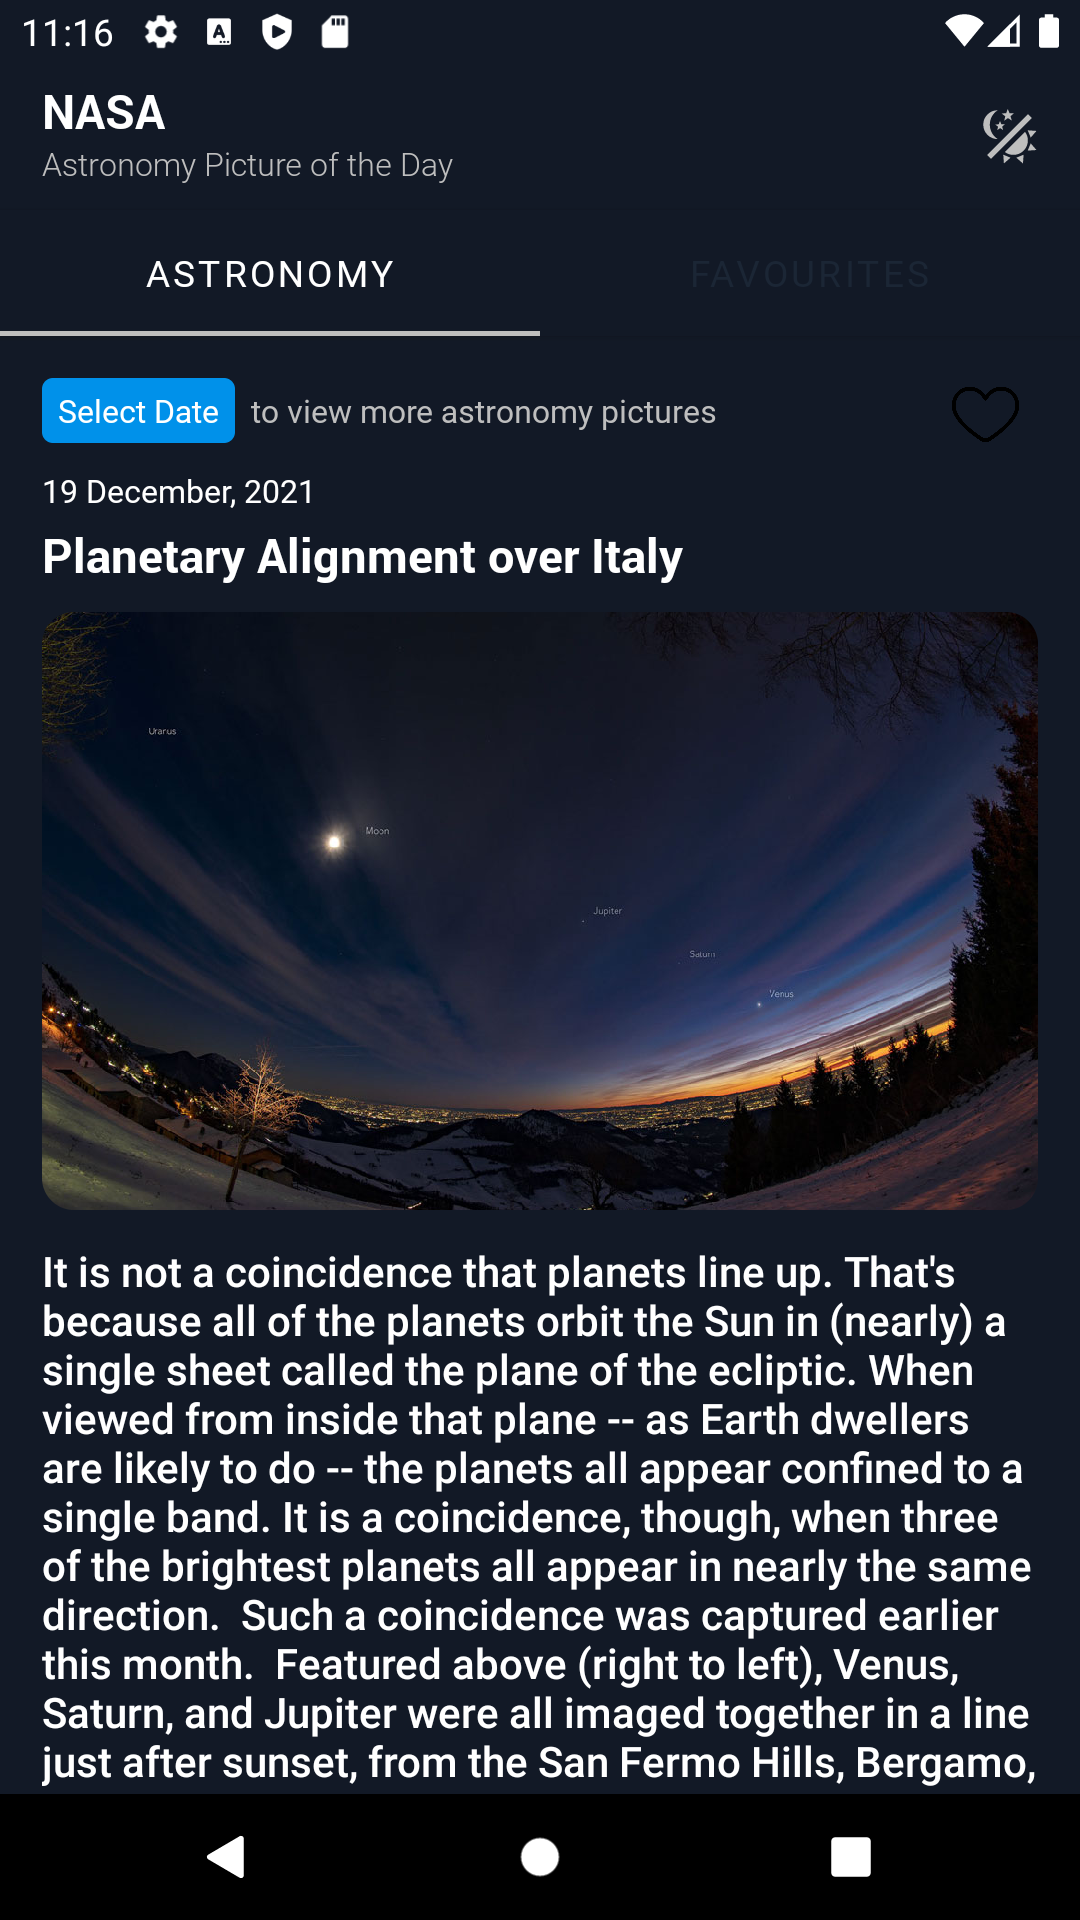 11:16
NASA
Astronomy Picture of the Day
ASTRONOMY
FAVOURITES
Select Date to view more astronomy pictures
19 December, 2021
Planetary Alignment over Italy
Uranus
Moon
Jupiter
Saturn
Venus
It is not a coincidence that planets line up. That's
because all of the planets orbit the Sun in (nearly) a
single sheet called the plane of the ecliptic. When
viewed from inside that plane -- as Earth dwellers
are likely to do -- the planets all appear confined to a
single band. It is a coincidence, though, when three
of the brightest planets all appear in nearly the same
direction.  Such a coincidence was captured earlier
this month.  Featured above (right to left), Venus,
Saturn, and Jupiter were all imaged together in a line
just after sunset, from the San Fermo Hills, Bergamo,